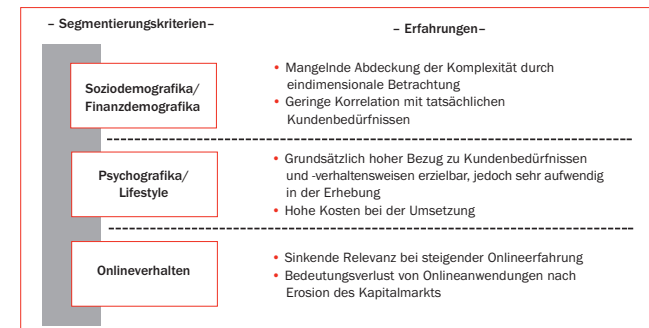 – Segmentierungskriterien–
– Erfahrungen–
Soziodemografika/
Finanzdemografika
• Mangelnde Abdeckung der Komplexität durch
eindimensionale Betrachtung
• Geringe Korrelation mit tatsächlichen
Kundenbedürfnissen
Psychografika/
Lifestyle
• Grundsätzlich hoher Bezug zu Kundenbedürfnissen
und -verhaltensweisen erzielbar, jedoch sehr aufwendig
in der Erhebung
• Hohe Kosten bei der Umsetzung
Onlineverhalten
• Sinkende Relevanz bei steigender Onlineerfahrung
• Bedeutungsverlust von Onlineanwendungen nach
Erosion des Kapitalmarkts